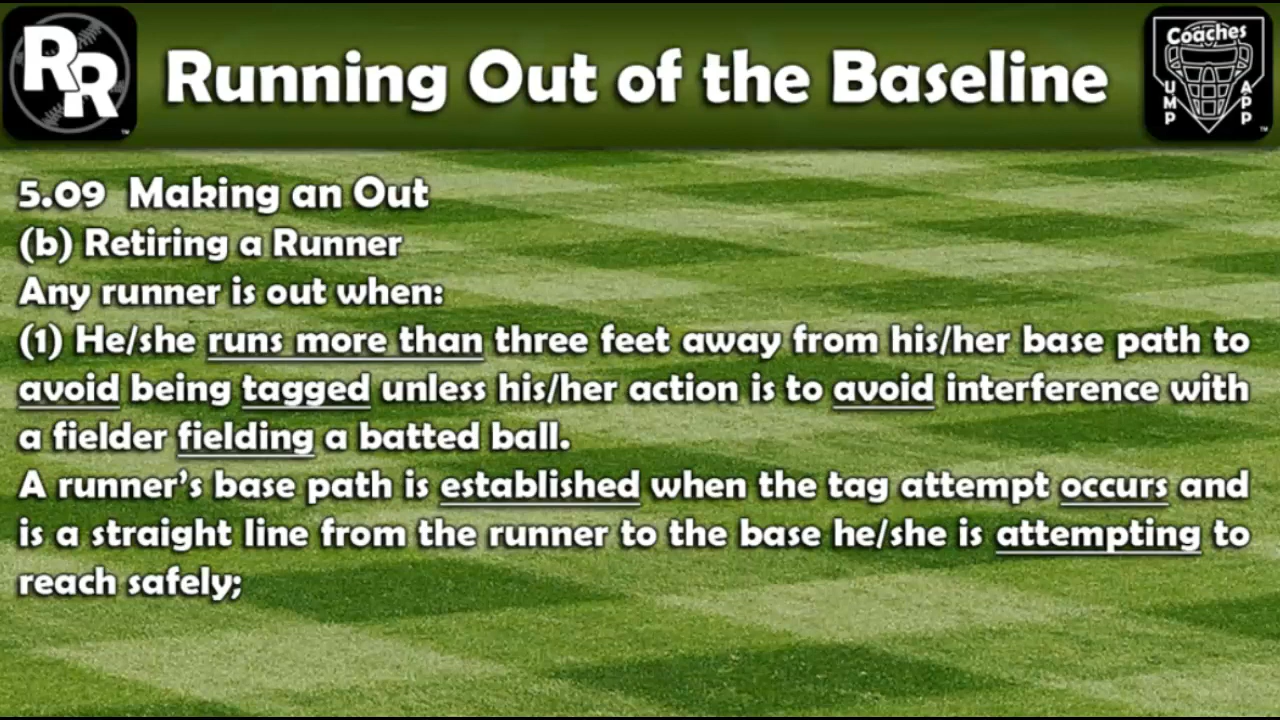 RR
TM
Running Out of the Baseline
Coaches
UMP
APP
TM
5.09 Making an Out
(b) Retiring a Runner
Any runner is out when:
(1) He/she runs more than three feet away from his/her base path to
avoid being tagged unless his/her action is to avoid interference with
a fielder fielding a batted ball.
A runner's base path is established when the tag attempt occurs and
is a straight line from the runner to the base he/she is attempting to
reach safely;